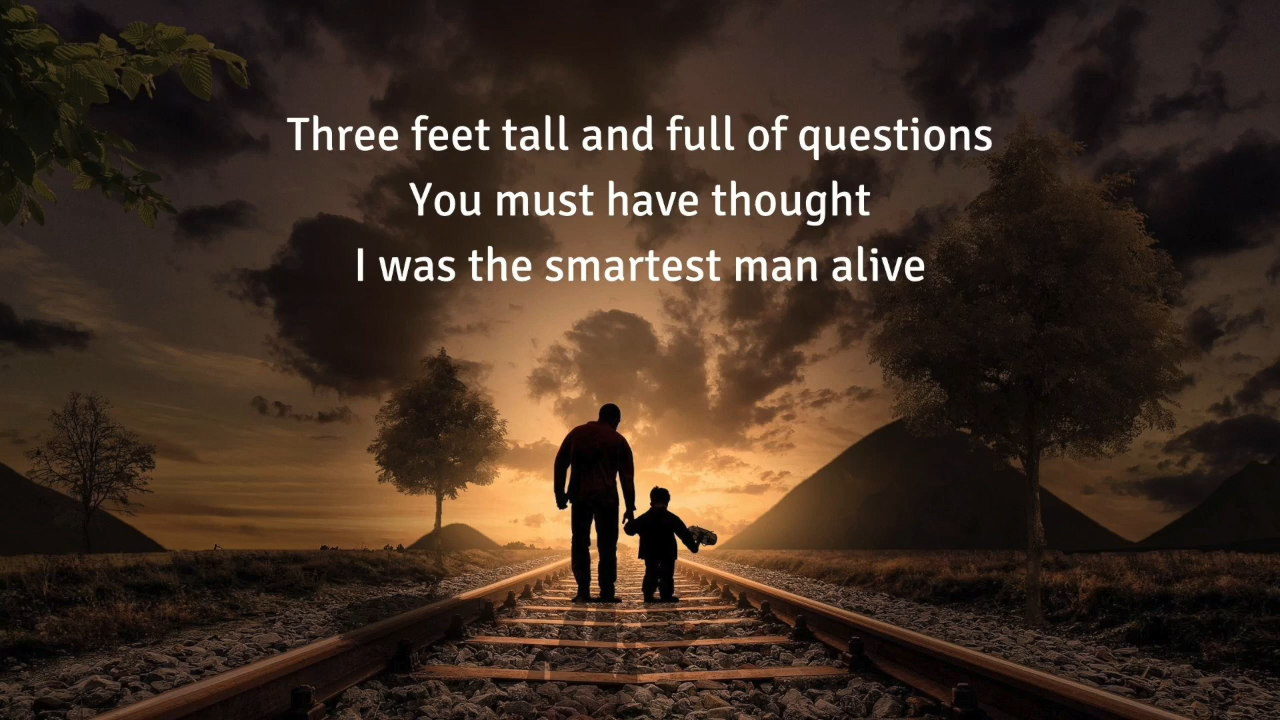 Three feet tall and full of questions
You must have thought
I was the smartest man alive